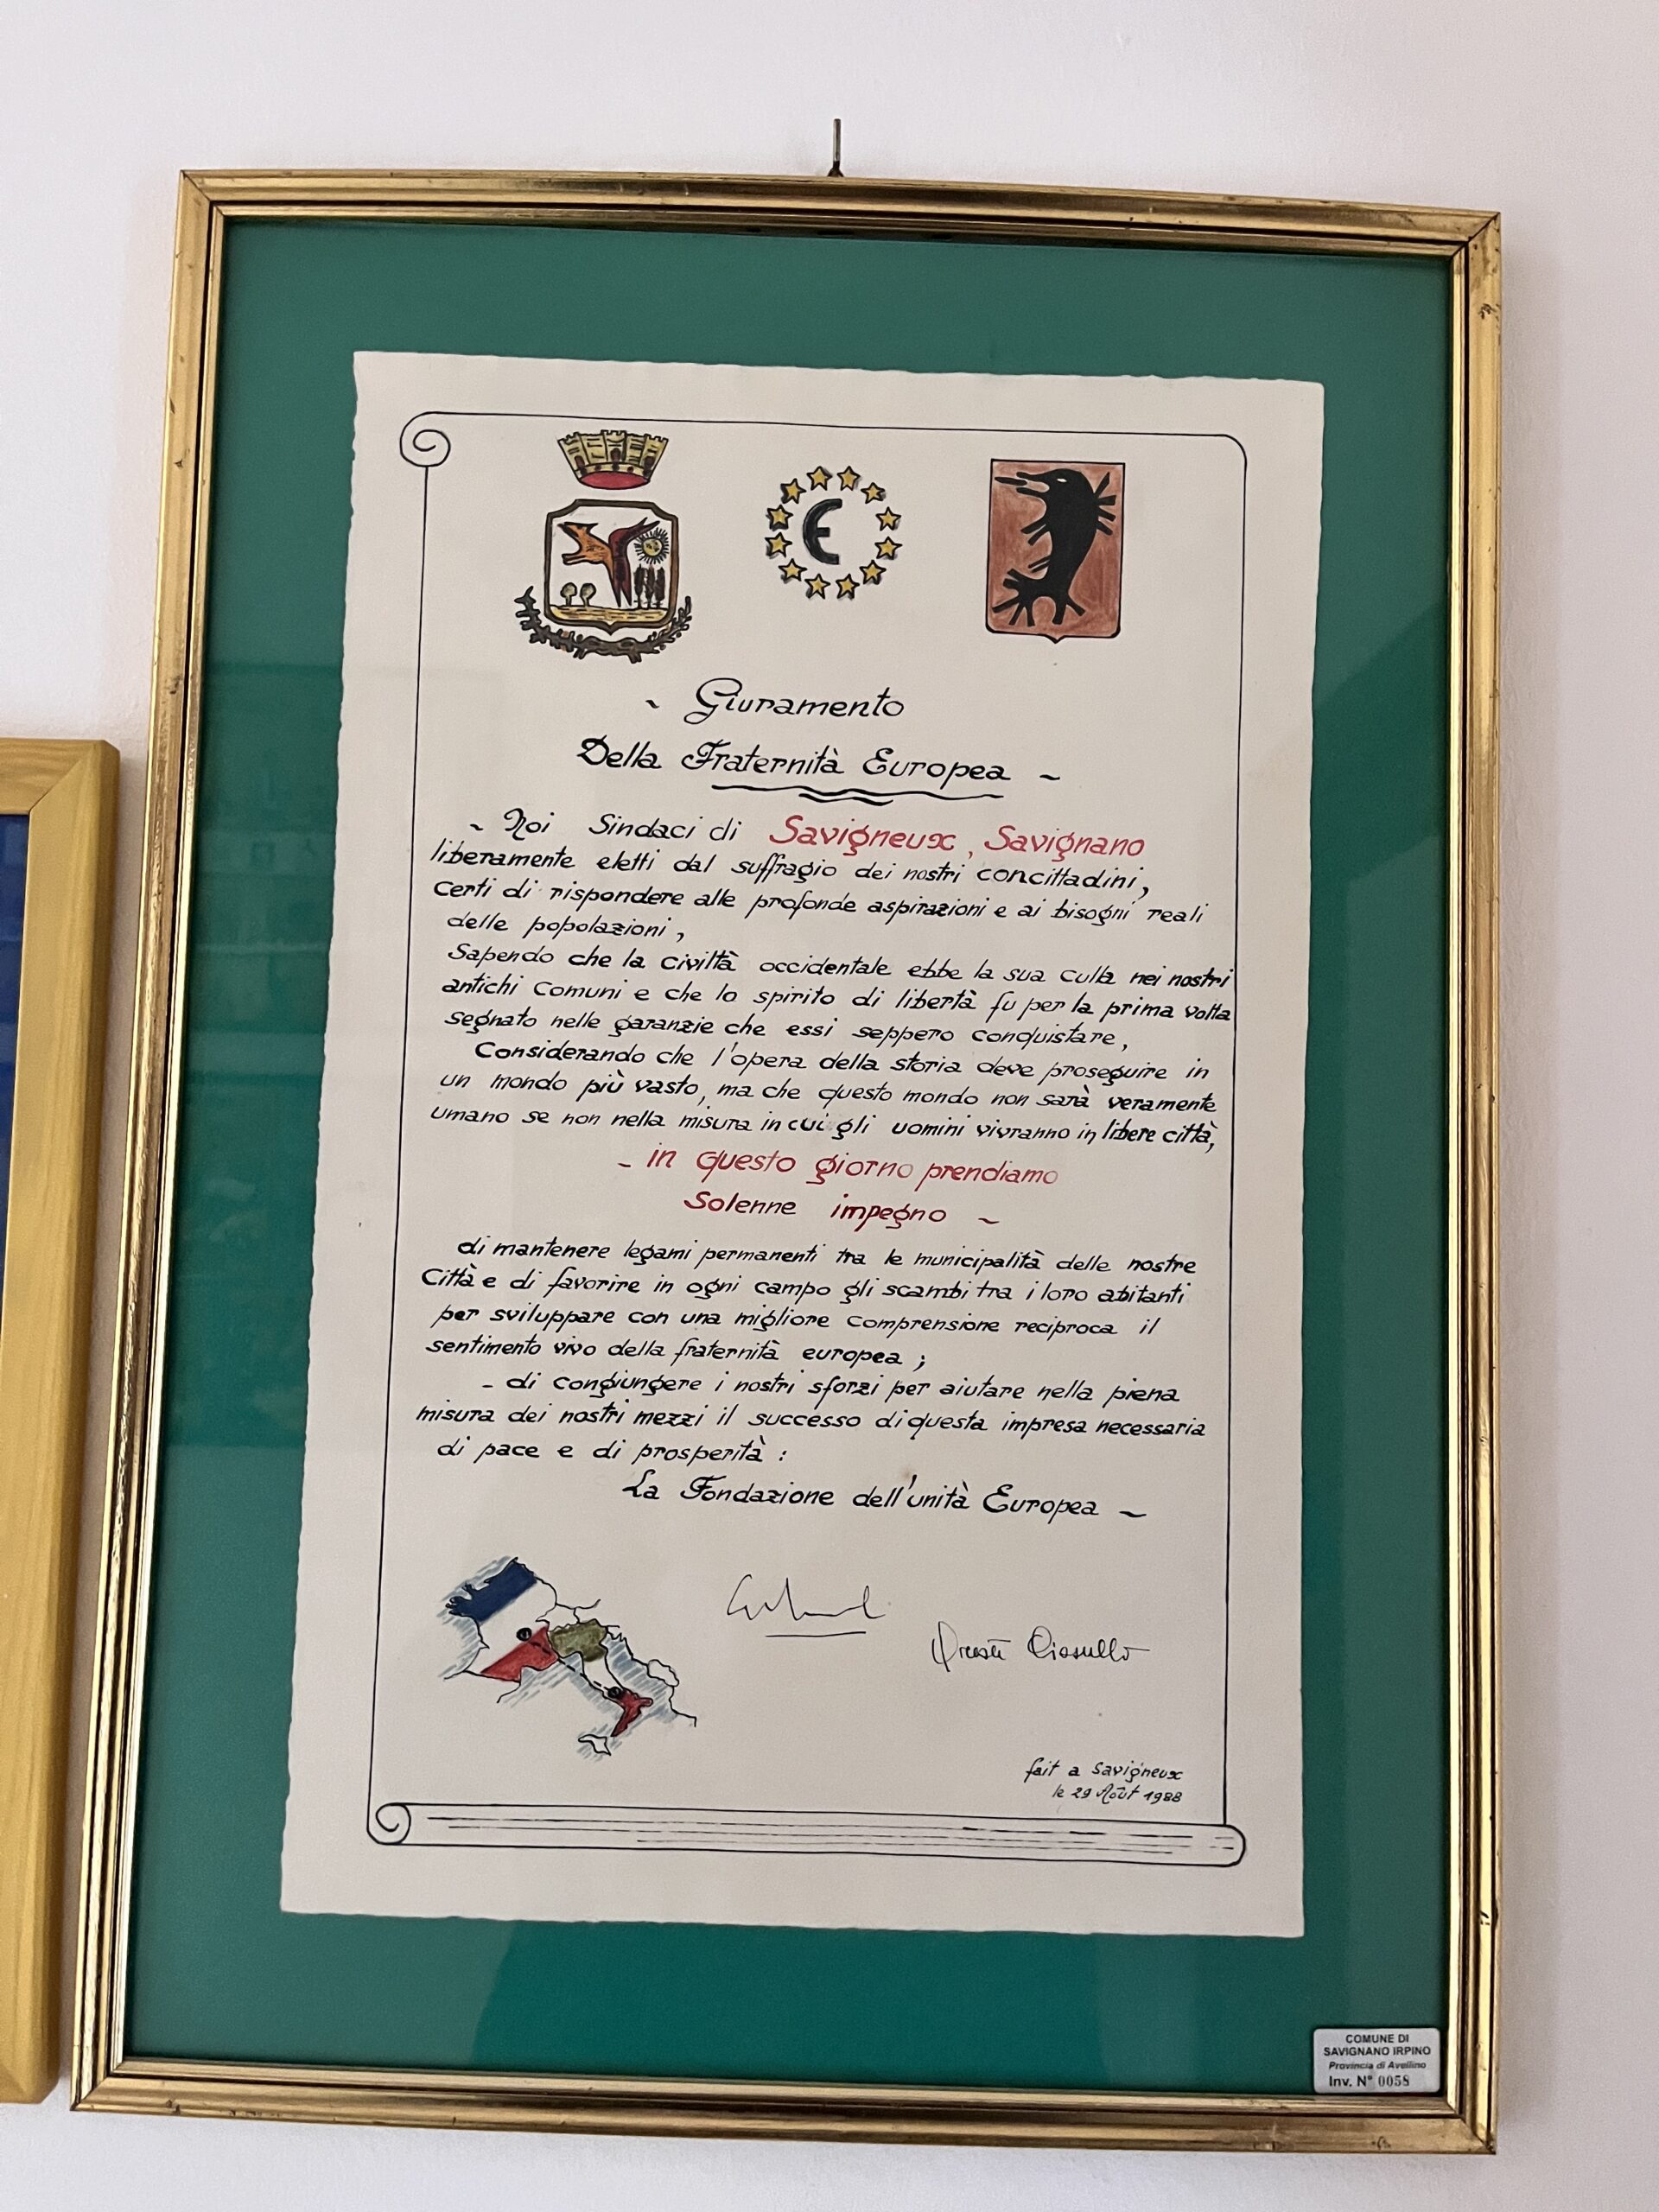 Є
~ Giuramento
Della Fraternità Europea ~
~ Noi Sindaci di Savigneux, Savignano
liberamente eletti dal suffragio dei nostri concittadini,
certi di rispondere alle profonde aspirazioni e ai bisogni reali
delle popolazioni,
Sapendo che la civiltà occidentale ebbe la sua culla nei nostri
antichi Comuni e che lo spirito di libertà fu per la prima volta
segnato nelle garanzie che essi seppero conquistare,
Considerando che l'opera della storia deve proseguire in
un mondo più vasto, ma che questo mondo non sarà veramente
umano se non nella misura in cui gli uomini vivranno in libere città,
- in questo giorno prendiamo
Solenne impegno ~
di mantenere legami permanenti tra le municipalità delle nostre
Città e di favorire in ogni campo gli scambi tra i loro abitanti
per sviluppare con una migliore comprensione reciproca il
sentimento vivo della fraternità europea ;
- di congiungere i nostri sforzi per aiutare nella piena
misura dei nostri mezzi il successo di questa impresa necessaria
di pace e di prosperità :
La Fondazione dell'unità Europea ~
fait a Savigneux
le 29 Août 1988
COMUNE DI
SAVIGNANO IRPINO
Provincia di Avellino
Inv. N° 0058